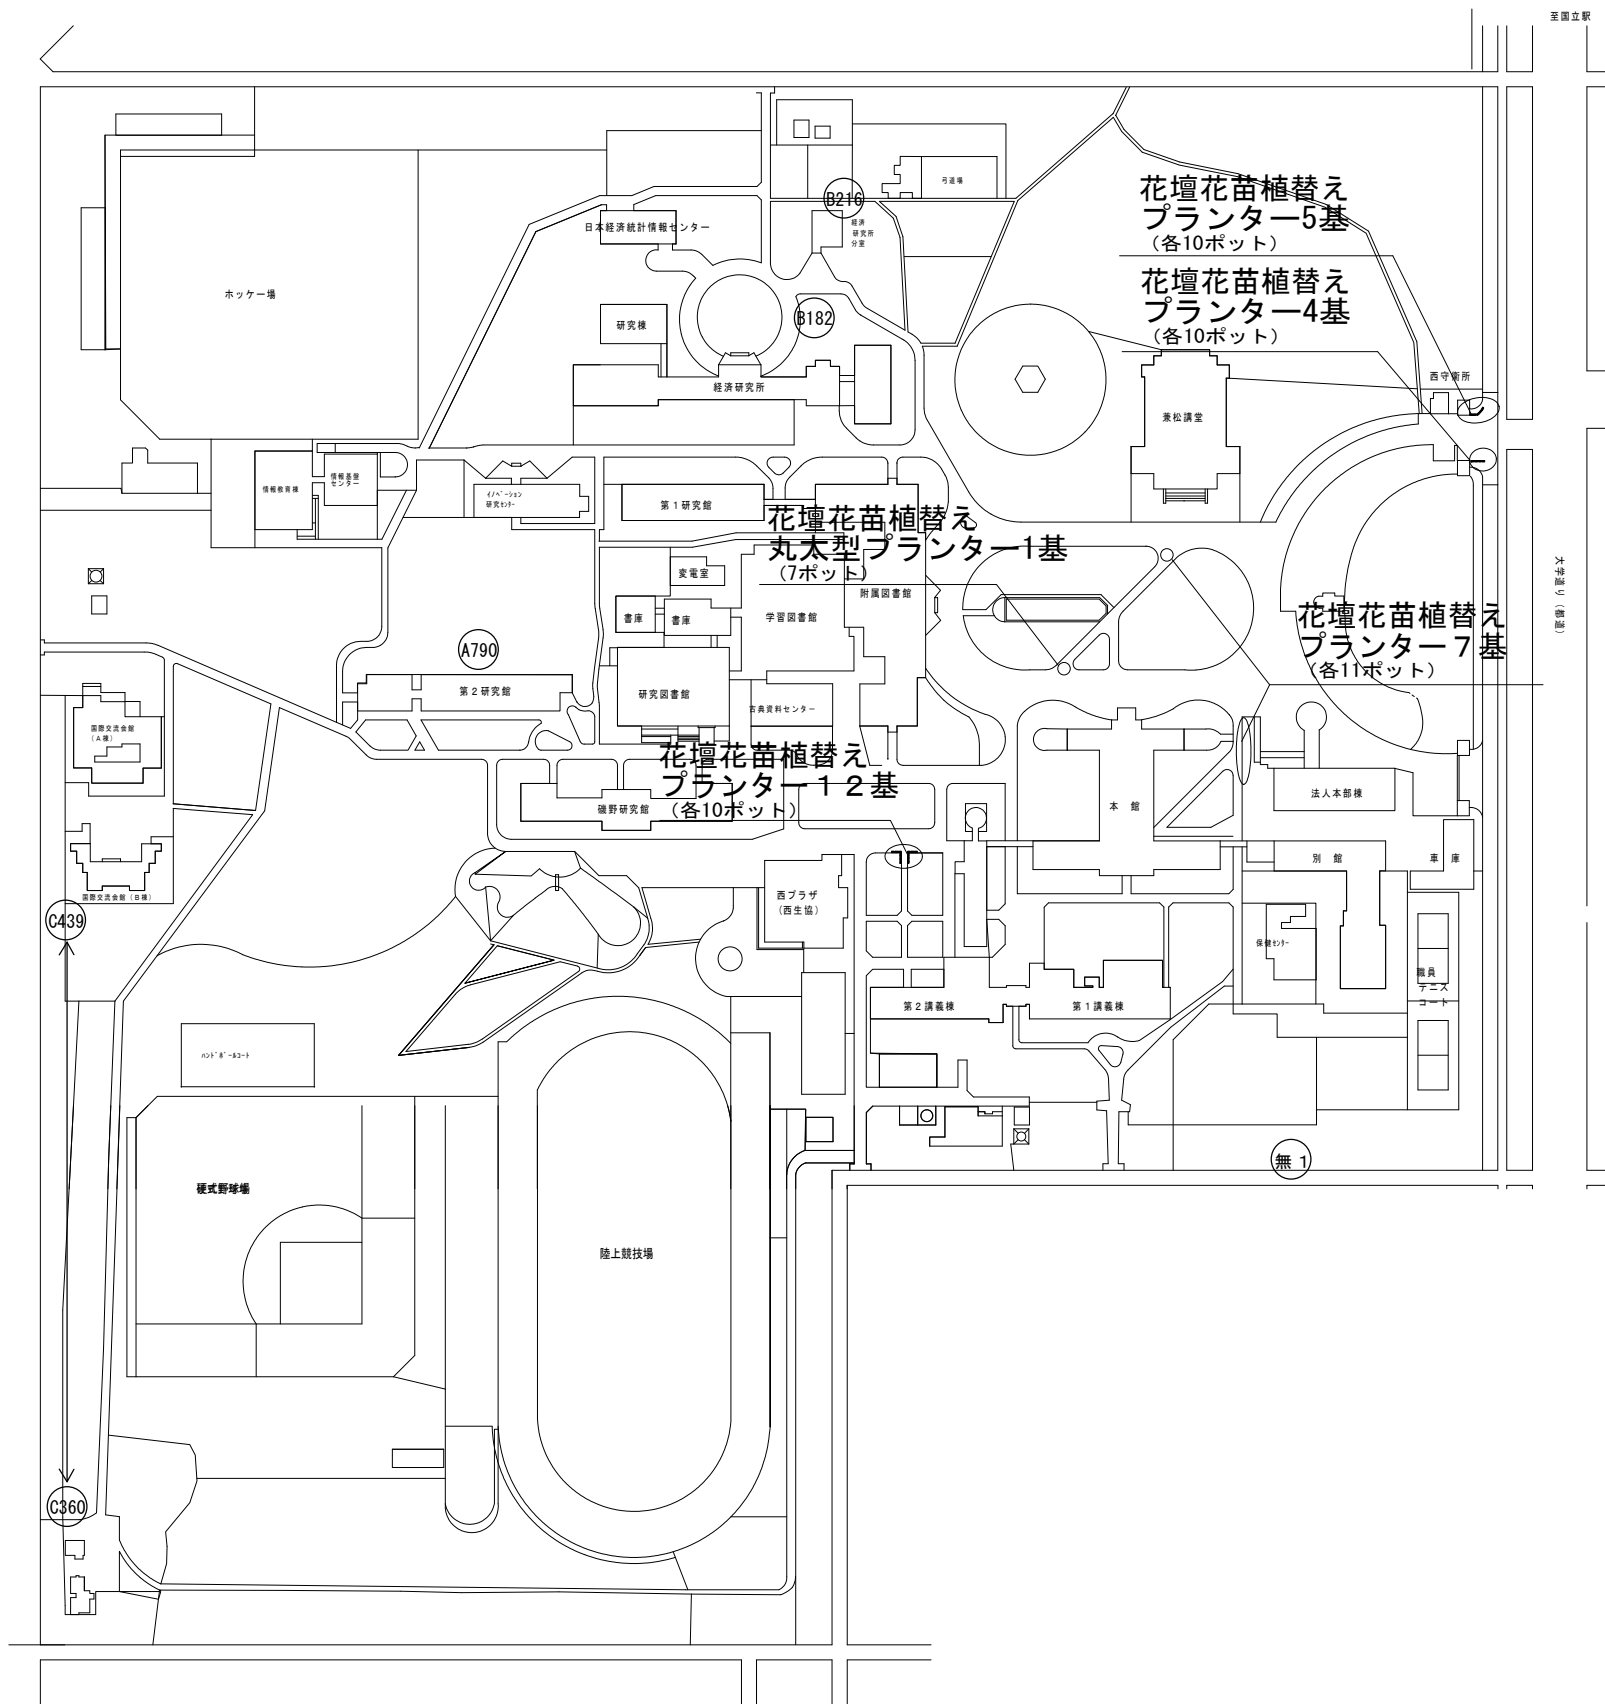 至国立駅
花壇花苗植替え
プランター5基
(各10ポット)
花壇花苗植替え
プランター4基
(各10ポット)
弓道場
B216
経済
研究所
分室
日本経済統計情報センター
ホッケー場
研究棟
B182
経済研究所
西守衛所
兼松講堂
情報教育棟
情報基盤
センター
イノベーション
研究センター
第1研究館
花壇花苗植替え
丸太型プランター1基
(7ポット)
変電室
附属図書館
書庫
書庫
学習図書館
大学通り(都道)
花壇花苗植替え
プランター7基
(各11ポット)
A790
第2研究館
研究図書館
古典資料センター
国際交流会館
(A棟)
花壇花苗植替え
プランター12基
(各10ポット)
磯野研究館
本 館
法人本部棟
別 館
車 庫
国際交流会館(B棟)
西プラザ
(西生協)
C439
保健センター
職員
テニス
コート
第2講義棟
第1講義棟
ハンドボールコート
無1
硬式野球場
陸上競技場
C360